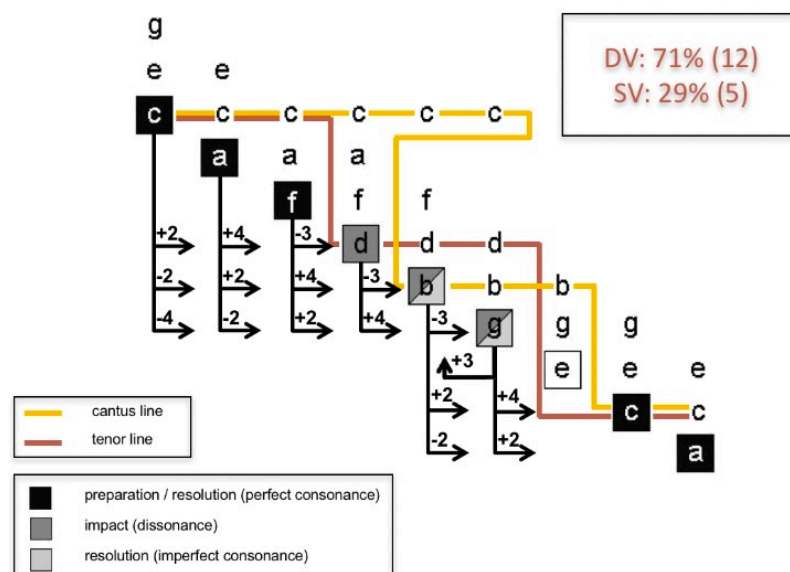 g
DV: 71% (12)
e e
SV: 29% (5)
c c c c c c
a a a
f f f
+2 +4 -3 d d d
-2 +2 +4 -3 b b b
-4 -2 +2 +4 -3 g g g
+3 e e e
+2 +4 c c
-2 +2 a
cantus line
tenor line
preparation / resolution (perfect consonance)
impact (dissonance)
resolution (imperfect consonance)